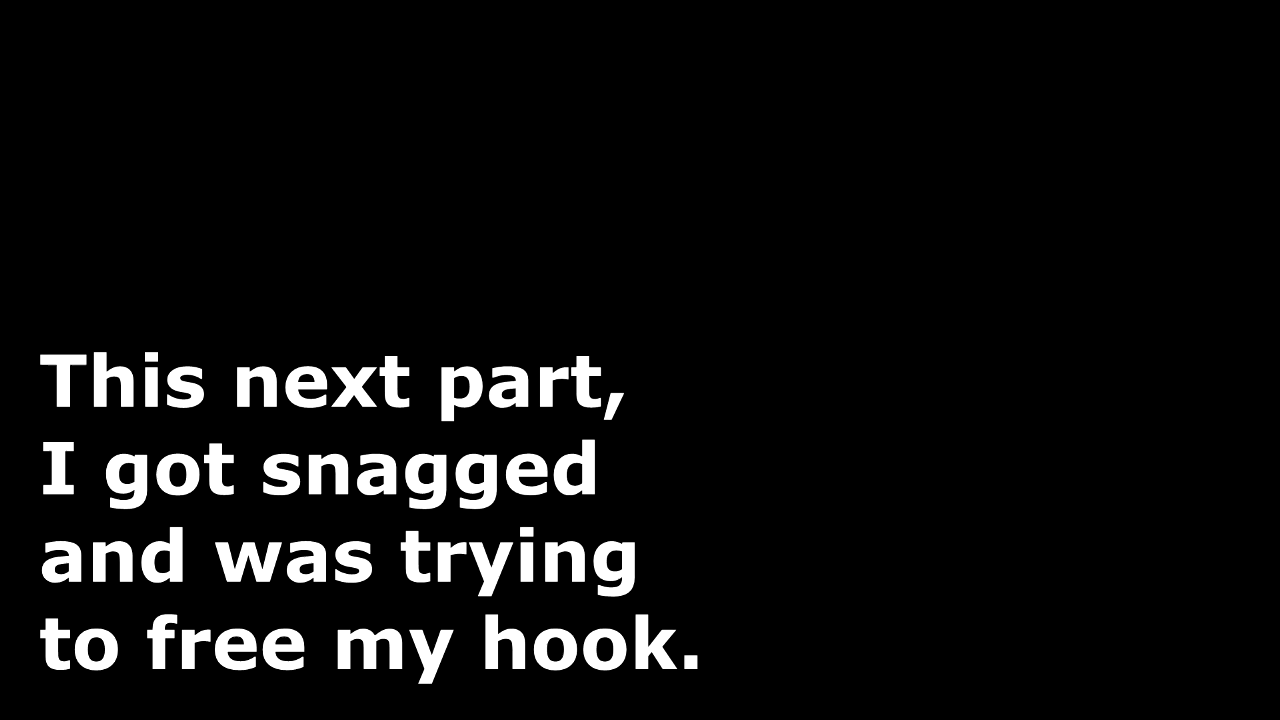 This next part,
I got snagged
and was trying
to free my hook.